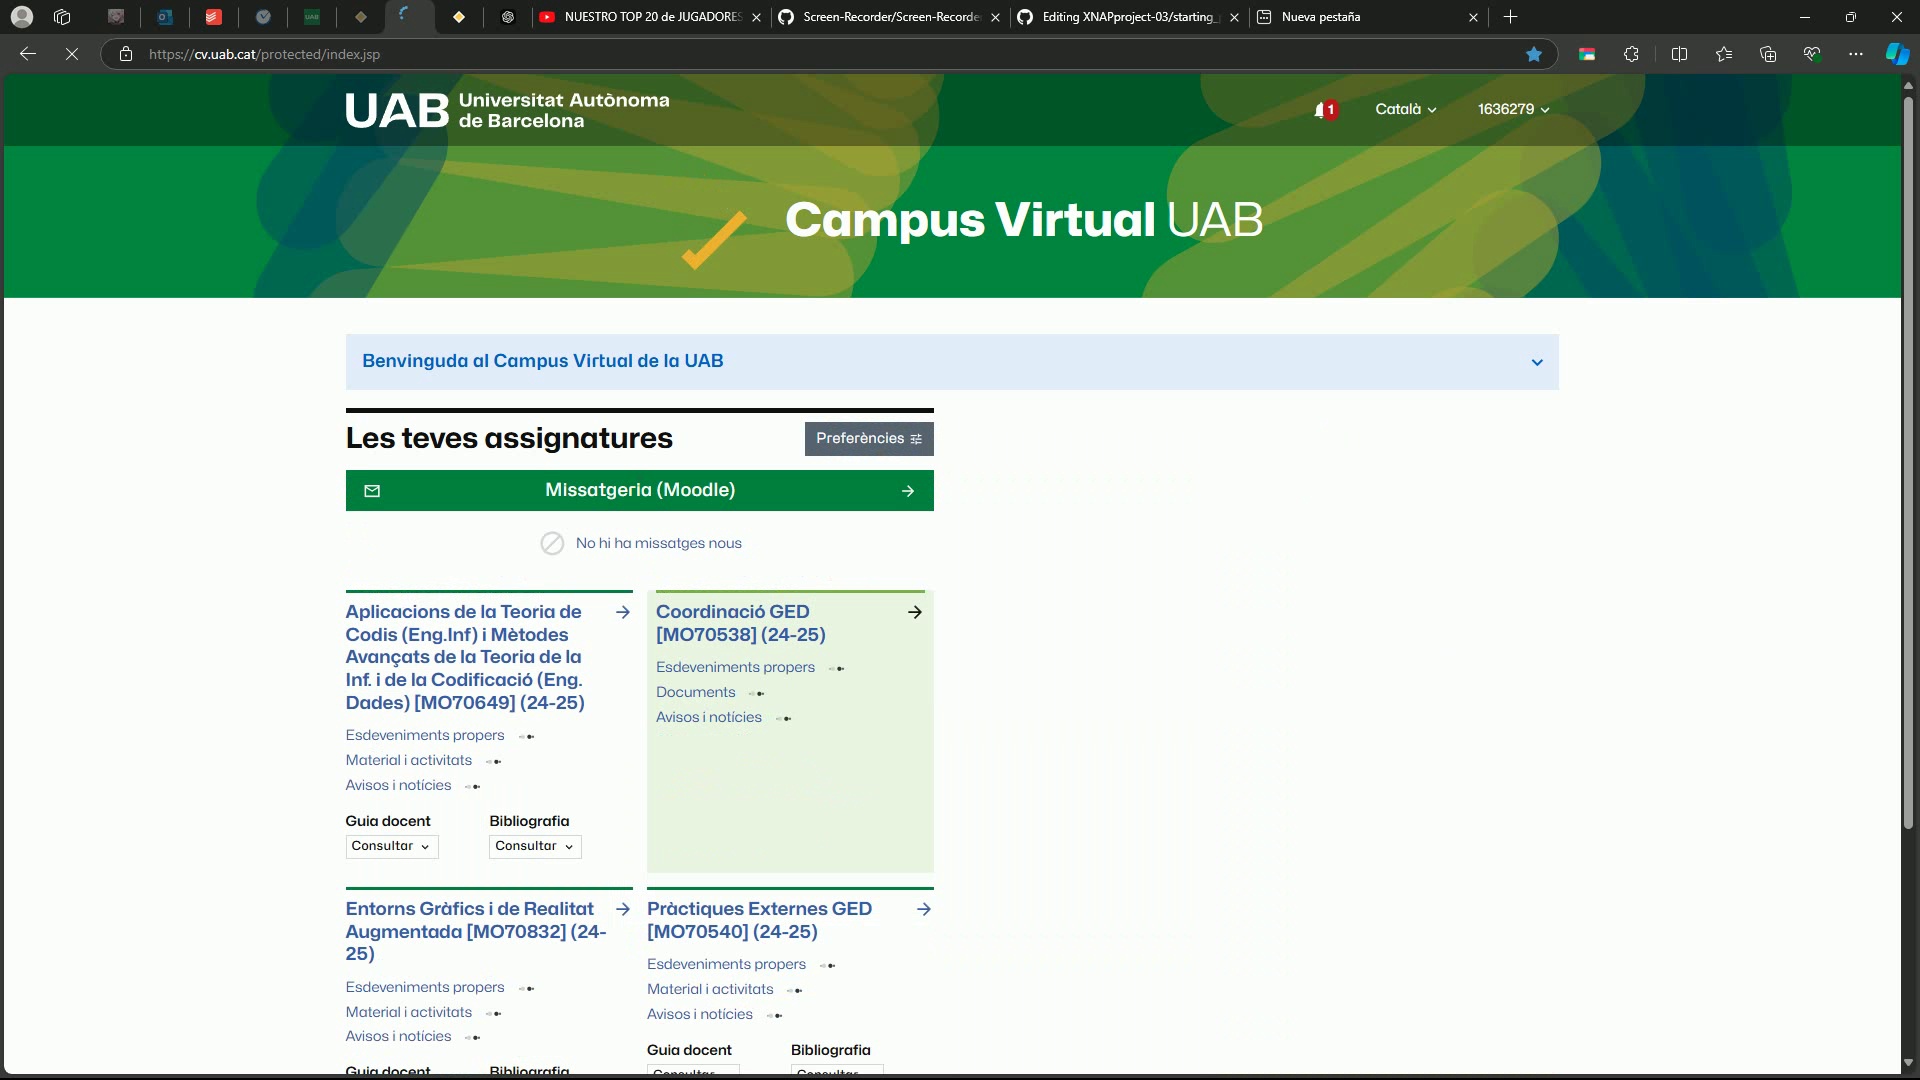 NUESTRO TOP 20 de JUGADORES
Screen-Recorder/Screen-Recorde
Editing XNAPproject-03/starting_
Nueva pestaña
https://cv.uab.cat/protected/index.jsp
UAB Universitat Autònoma
de Barcelona
1
Català
1636279
Campus Virtual UAB
Benvinguda al Campus Virtual de la UAB
Les teves assignatures
Preferències
Missatgeria (Moodle)
No hi ha missatges nous
Aplicacions de la Teoria de
Codis (Eng.Inf) i Mètodes
Avançats de la Teoria de la
Inf. i de la Codificació (Eng.
Dades) [MO70649] (24-25)
Esdeveniments propers
Material i activitats
Avisos i notícies
Guia docent
Bibliografia
Consultar
Consultar
Coordinació GED
[MO70538] (24-25)
Esdeveniments propers
Documents
Avisos i notícies
Entorns Gràfics i de Realitat
Augmentada [MO70832] (24-
25)
Esdeveniments propers
Material i activitats
Avisos i notícies
Guia docent
Bibliografia
Pràctiques Externes GED
[MO70540] (24-25)
Esdeveniments propers
Material i activitats
Avisos i notícies
Guia docent
Bibliografia
Consultar
Consultar